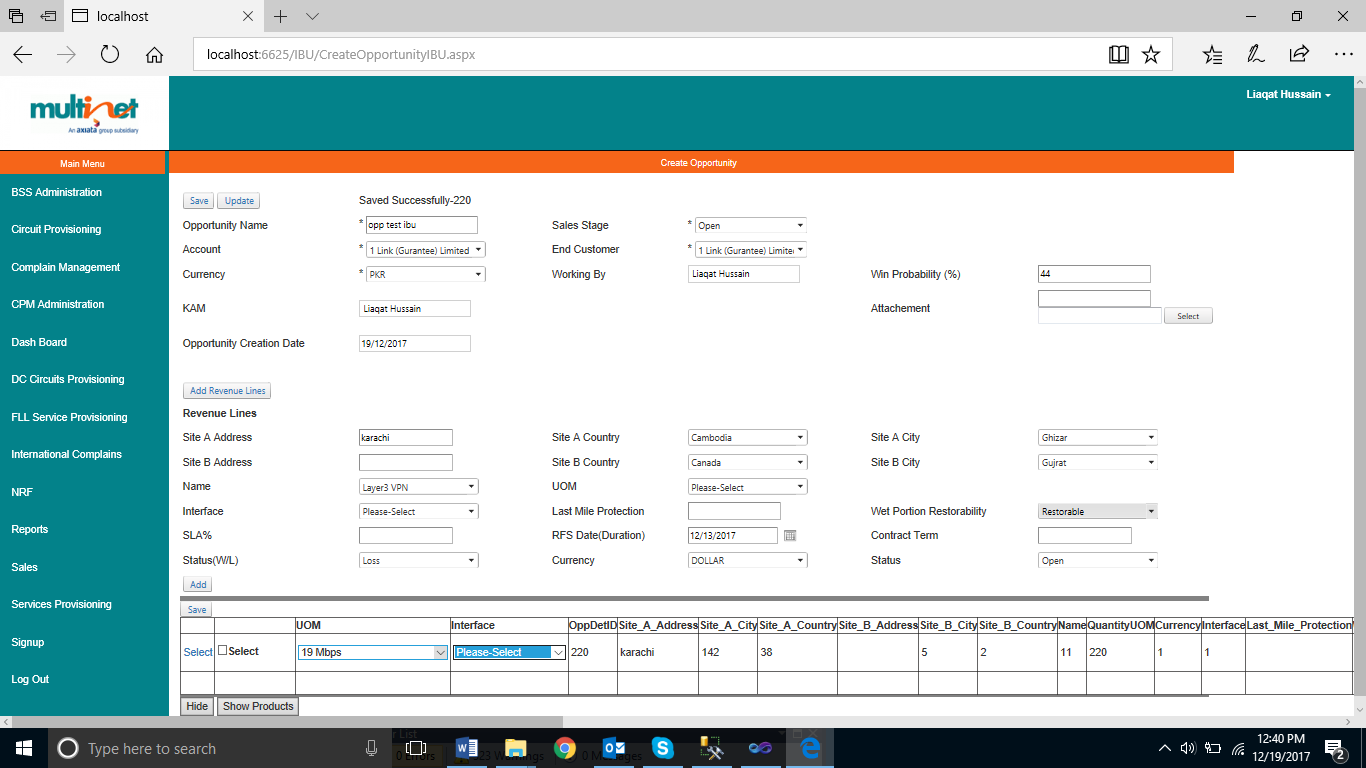 localhost
localhost:6625/IBU/CreateOpportunityIBU.aspx
multinet
An axiata group subsidiary
Liaqat Hussain
Main Menu
Create Opportunity
BSS Administration
Circuit Provisioning
Complain Management
CPM Administration
Dash Board
DC Circuits Provisioning
FLL Service Provisioning
International Complains
NRF
Reports
Sales
Services Provisioning
Signup
Log Out
Save Update Saved Successfully-220
Opportunity Name * opp test ibu Sales Stage * Open
Account * 1 Link (Gurantee) Limited End Customer * 1 Link (Gurantee) Limite
Currency * PKR Working By Liaqat Hussain Win Probability (%) 44
KAM Liaqat Hussain Attachement Select
Opportunity Creation Date 19/12/2017
Add Revenue Lines
Revenue Lines
Site A Address karachi Site A Country Cambodia Site A City Ghizar
Site B Address Site B Country Canada Site B City Gujrat
Name Layer3 VPN UOM Please-Select
Interface Please-Select Last Mile Protection Wet Portion Restorability Restorable
SLA% RFS Date(Duration) 12/13/2017 Contract Term
Status(W/L) Loss Currency DOLLAR Status Open
Add
Save
UOM Interface OppDetID Site_A_Address Site_A_City Site_A_Country Site_B_Address Site_B_City Site_B_Country Name QuantityUOM Currency Interface Last_Mile_Protection
Select Select 19 Mbps Please-Select 220 karachi 142 38 5 2 11 220 1 1
Hide Show Products
Type here to search
r List
0 Errors
12:40 PM
12/19/2017
2